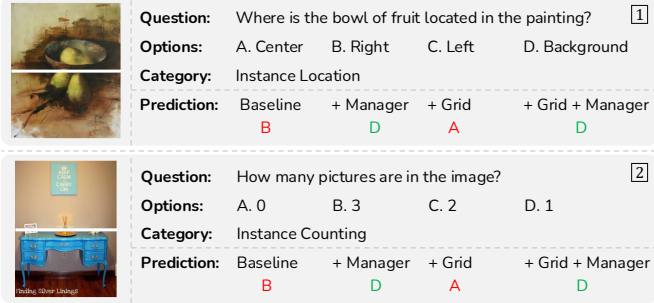 Question: Where is the bowl of fruit located in the painting? 1
Options: A. Center B. Right C. Left D. Background
Category: Instance Location
Prediction: Baseline + Manager + Grid + Grid + Manager
B D A D
KEEP
CALM
CARRY
ON
Question: How many pictures are in the image? 2
Options: A. 0 B. 3 C. 2 D. 1
Category: Instance Counting
Prediction: Baseline + Manager + Grid + Grid + Manager
B D A D
Finding Silver Linings